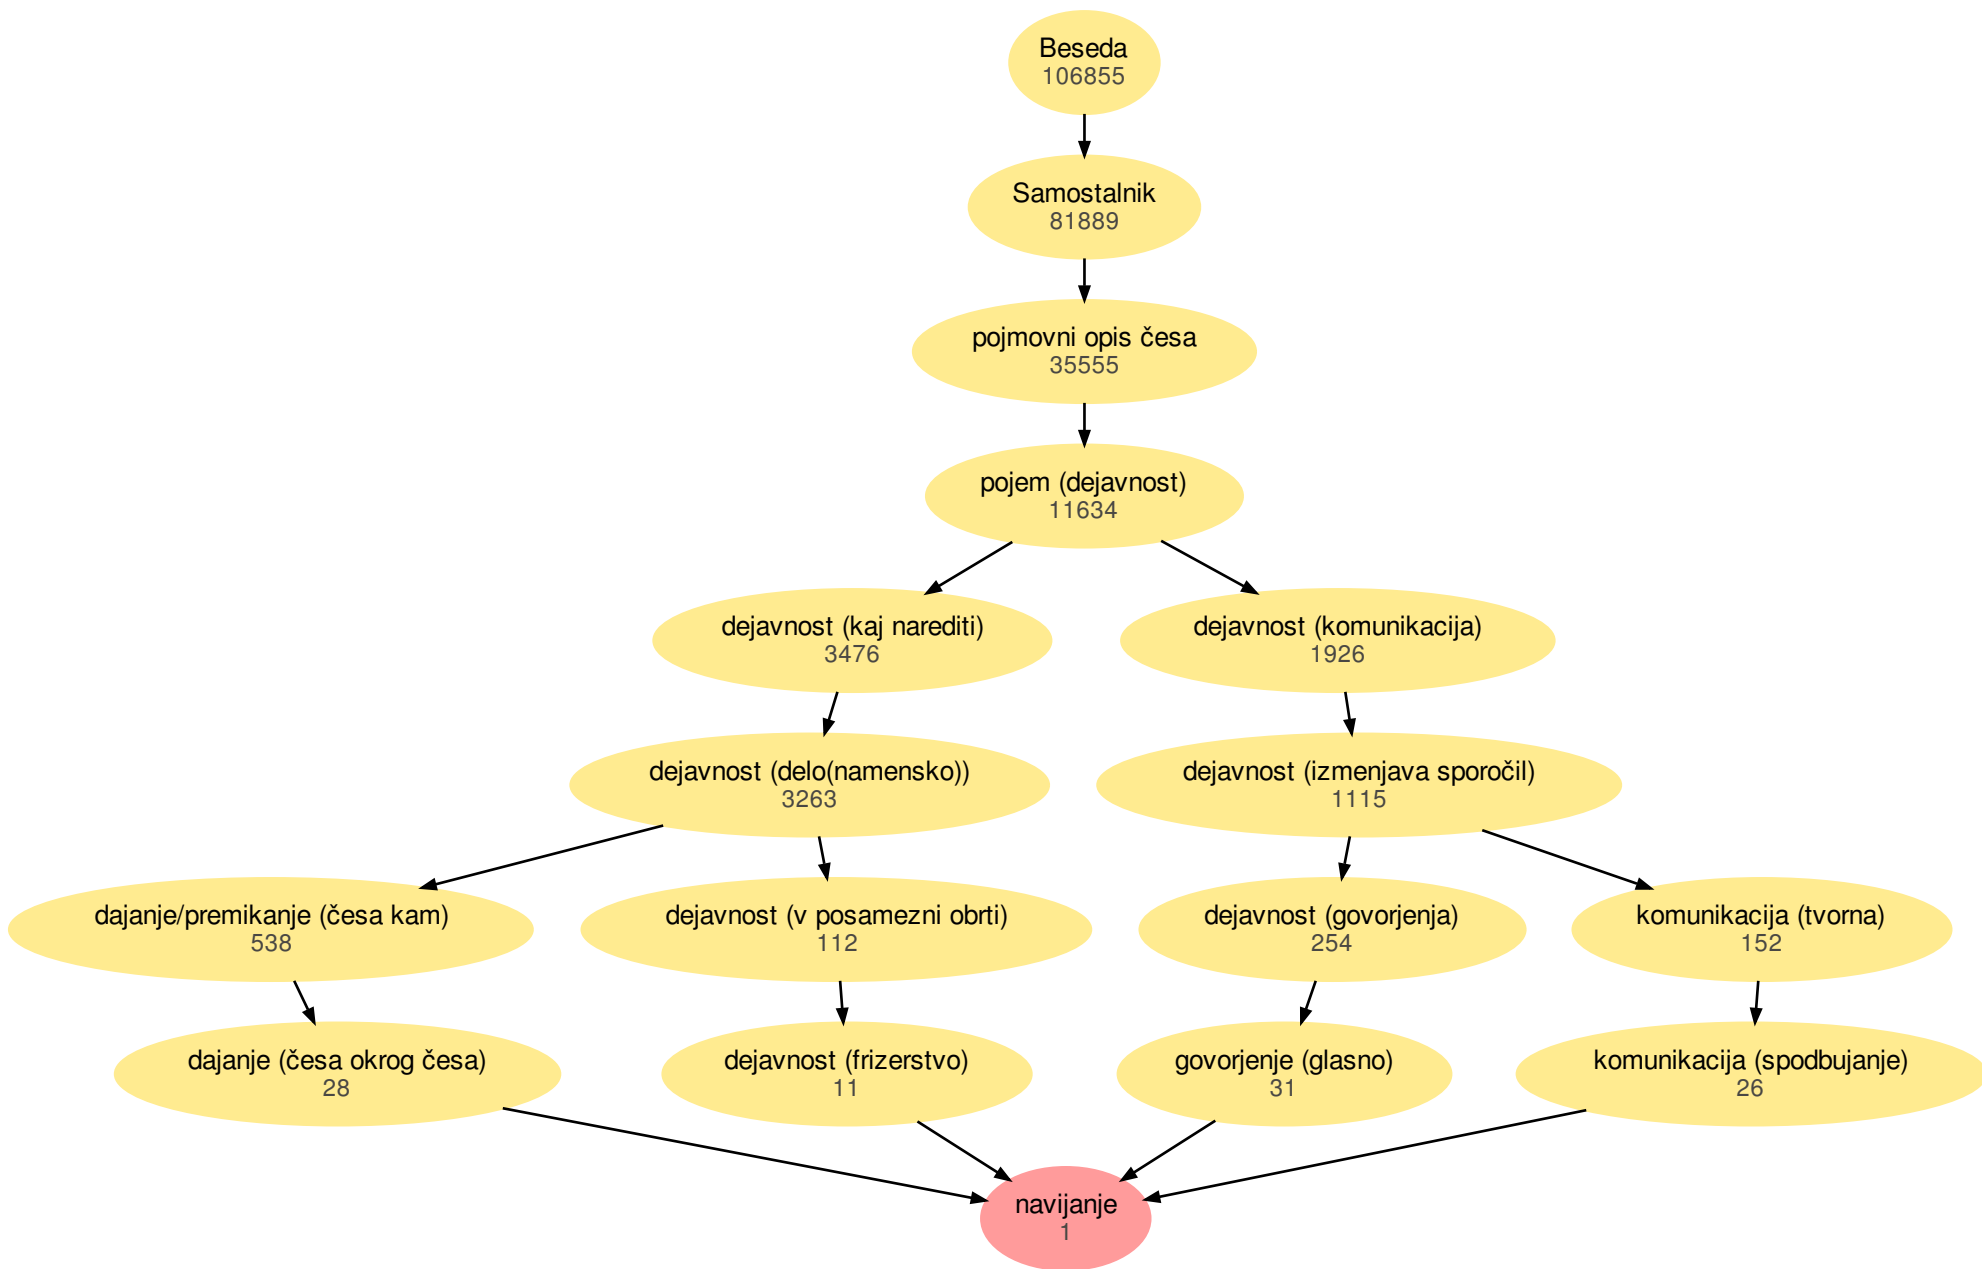 Beseda
106855
Samostalnik
81889
pojmovni opis česa
35555
pojem (dejavnost)
11634
dejavnost (kaj narediti)
3476
dejavnost (komunikacija)
1926
dejavnost (delo(namensko))
3263
dejavnost (izmenjava sporočil)
1115
dajanje/premikanje (česa kam)
538
dejavnost (v posamezni obrti)
112
dejavnost (govorjenja)
254
komunikacija (tvorna)
152
dajanje (česa okrog česa)
28
dejavnost (frizerstvo)
11
govorjenje (glasno)
31
komunikacija (spodbujanje)
26
navijanje
1